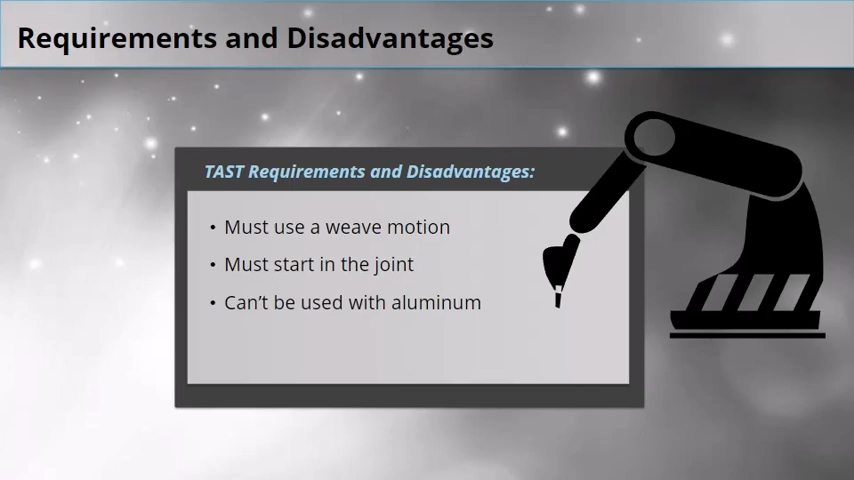 Requirements and Disadvantages
TAST Requirements and Disadvantages:
• Must use a weave motion
• Must start in the joint
• Can’t be used with aluminum